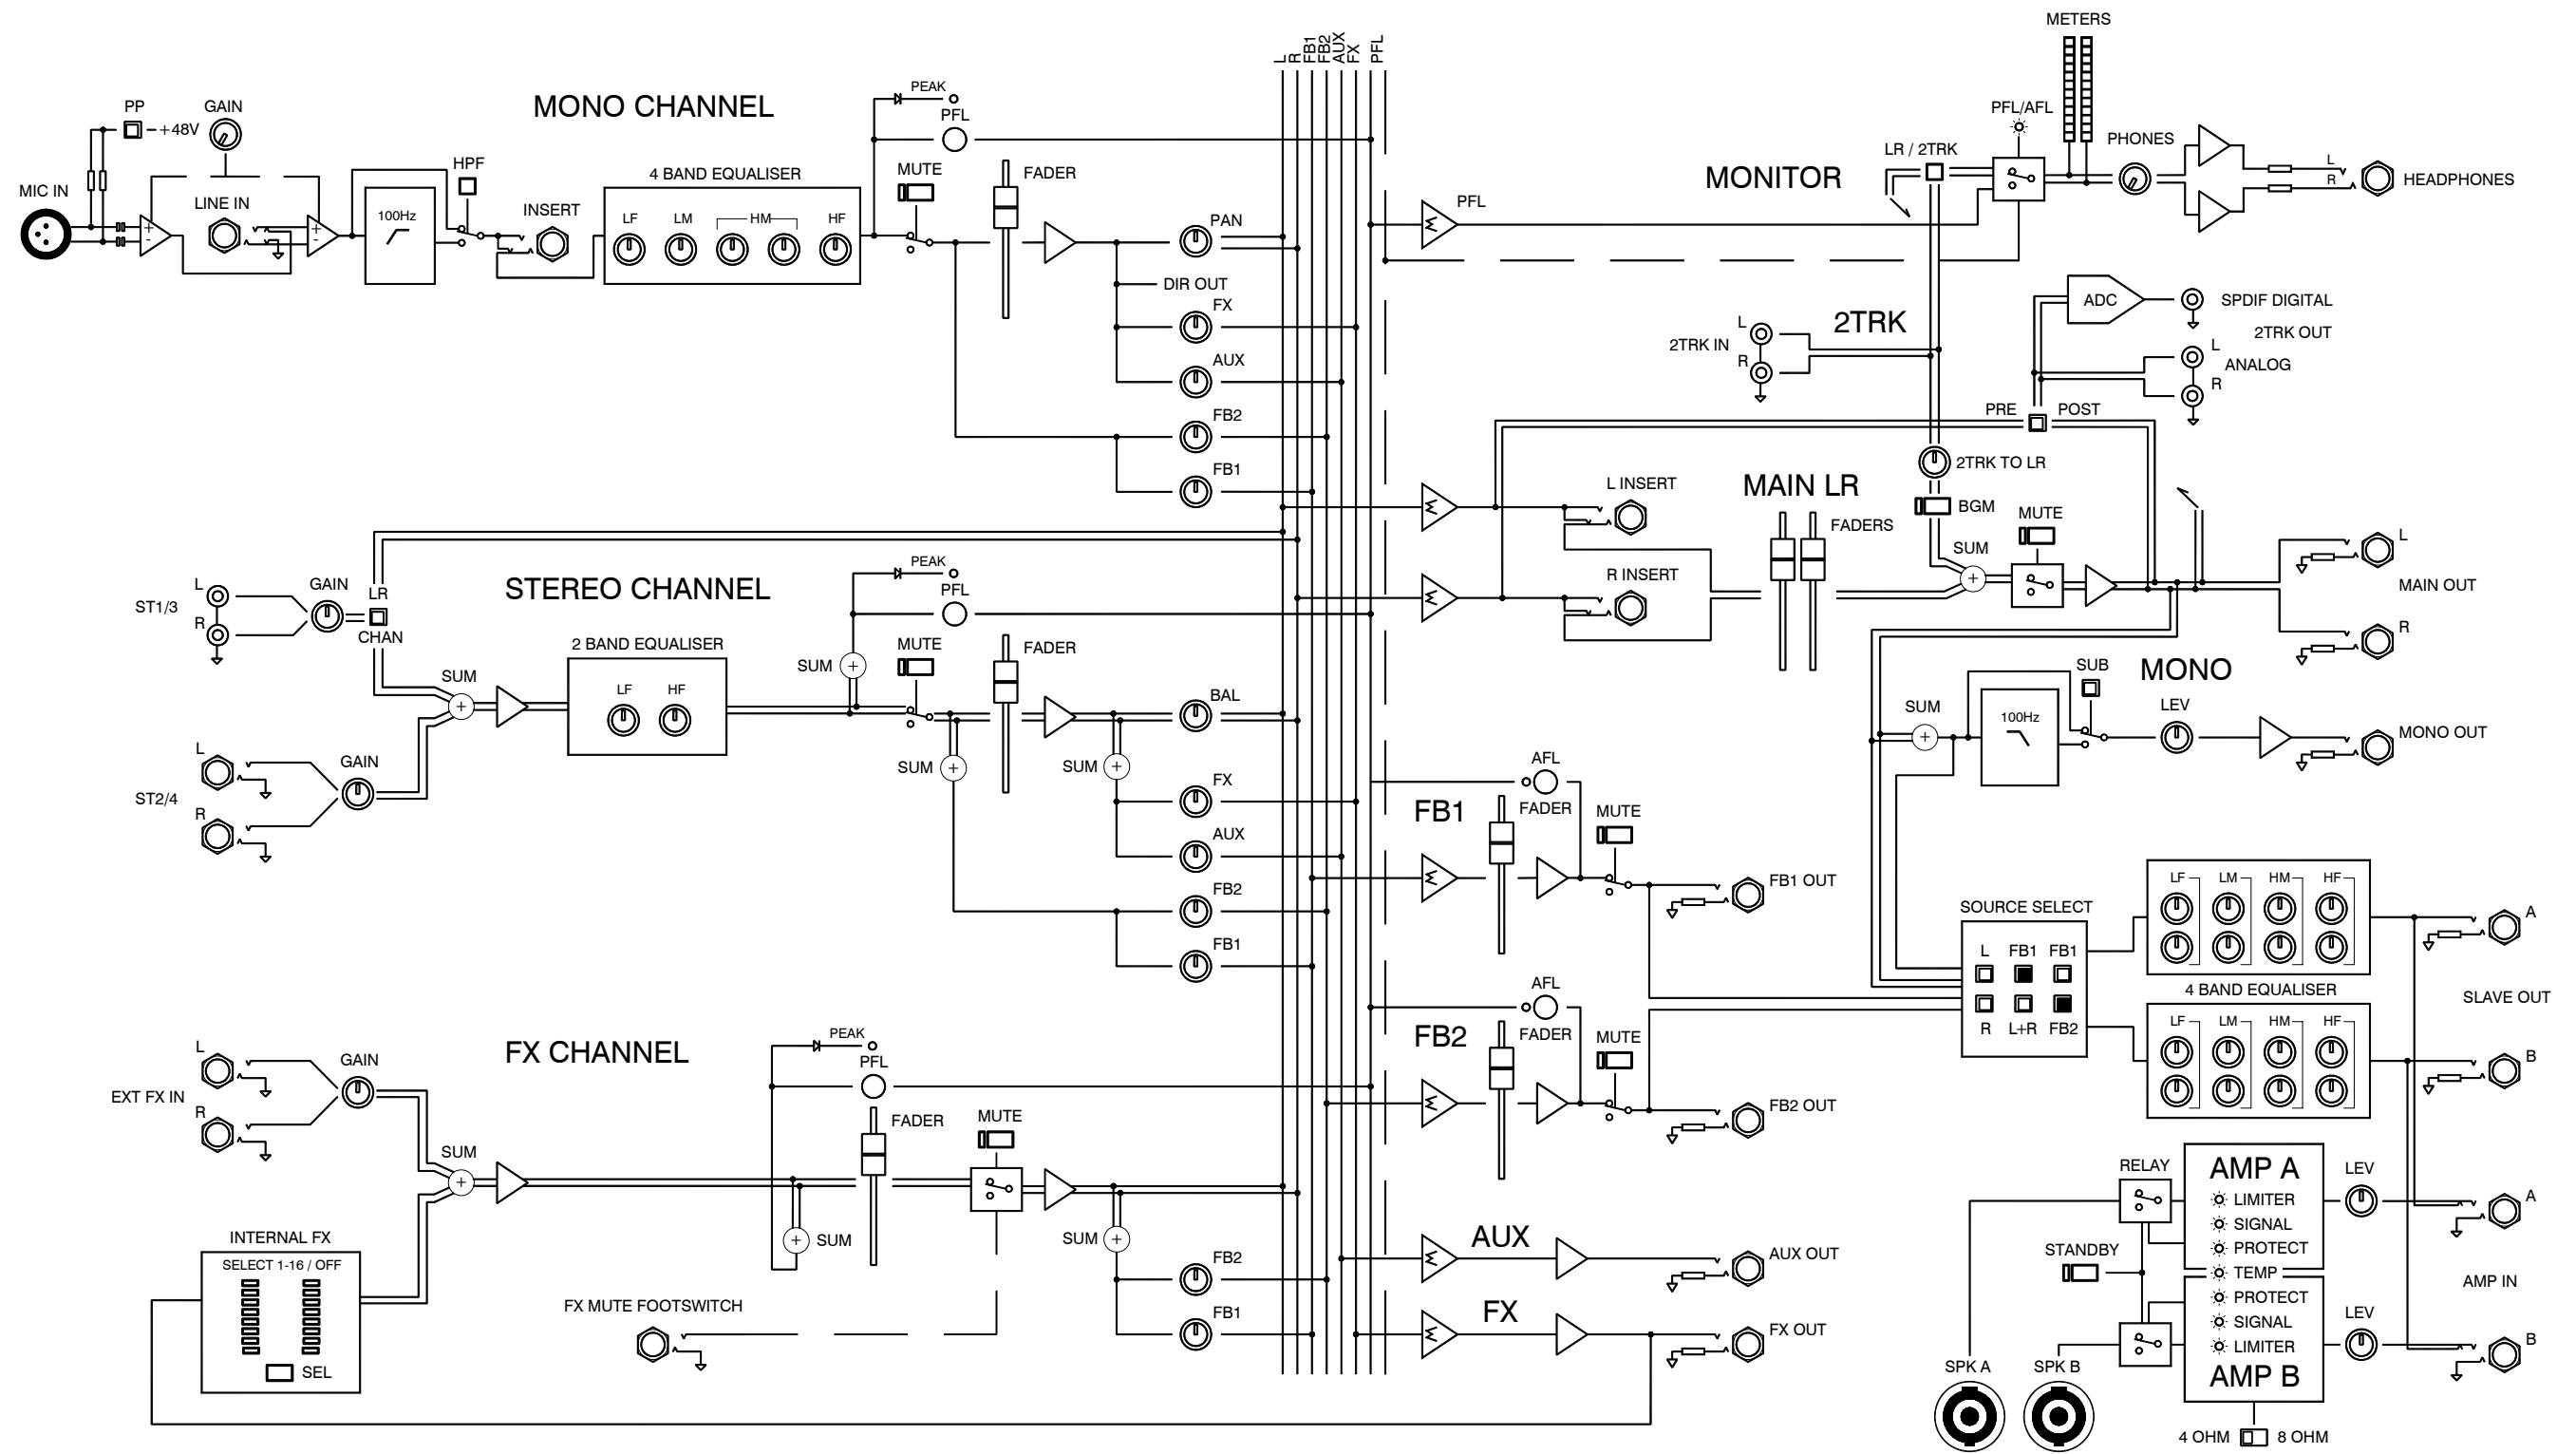 METERS
L
R
FB1
FB2
AUX
FX
PFL
MONO CHANNEL
PP
+48V
GAIN
MIC IN
LINE IN
100Hz
HPF
INSERT
4 BAND EQUALISER
LF
LM
HM
HF
PEAK
PFL
MUTE
FADER
PAN
DIR OUT
FX
AUX
FB2
FB1
MONITOR
PFL
LR / 2TRK
PFL/AFL
PHONES
L
R
HEADPHONES
2TRK
2TRK IN
L
R
ADC
SPDIF DIGITAL
2TRK OUT
L
ANALOG
R
PRE
POST
2TRK TO LR
BGM
MAIN LR
L INSERT
R INSERT
FADERS
SUM
MUTE
L
MAIN OUT
R
STEREO CHANNEL
ST1/3
L
R
GAIN
LR
CHAN
SUM
ST2/4
L
R
GAIN
2 BAND EQUALISER
LF
HF
SUM
PEAK
PFL
MUTE
FADER
SUM
SUM
BAL
FX
AUX
FB2
FB1
MONO
SUM
100Hz
SUB
LEV
MONO OUT
FB1
AFL
FADER
MUTE
FB1 OUT
FB2
AFL
FADER
MUTE
FB2 OUT
SOURCE SELECT
L FB1 FB1
R L+R FB2
LF LM HM HF
4 BAND EQUALISER
LF LM HM HF
A
SLAVE OUT
B
FX CHANNEL
EXT FX IN
L
R
GAIN
SUM
INTERNAL FX
SELECT 1-16 / OFF
SEL
PEAK
PFL
FADER
SUM
MUTE
SUM
FX MUTE FOOTSWITCH
FB2
FB1
AUX
AUX OUT
FX
FX OUT
RELAY
STANDBY
AMP A
LIMITER
SIGNAL
PROTECT
TEMP
PROTECT
SIGNAL
LIMITER
AMP B
LEV
LEV
A
AMP IN
B
SPK A
SPK B
4 OHM
8 OHM